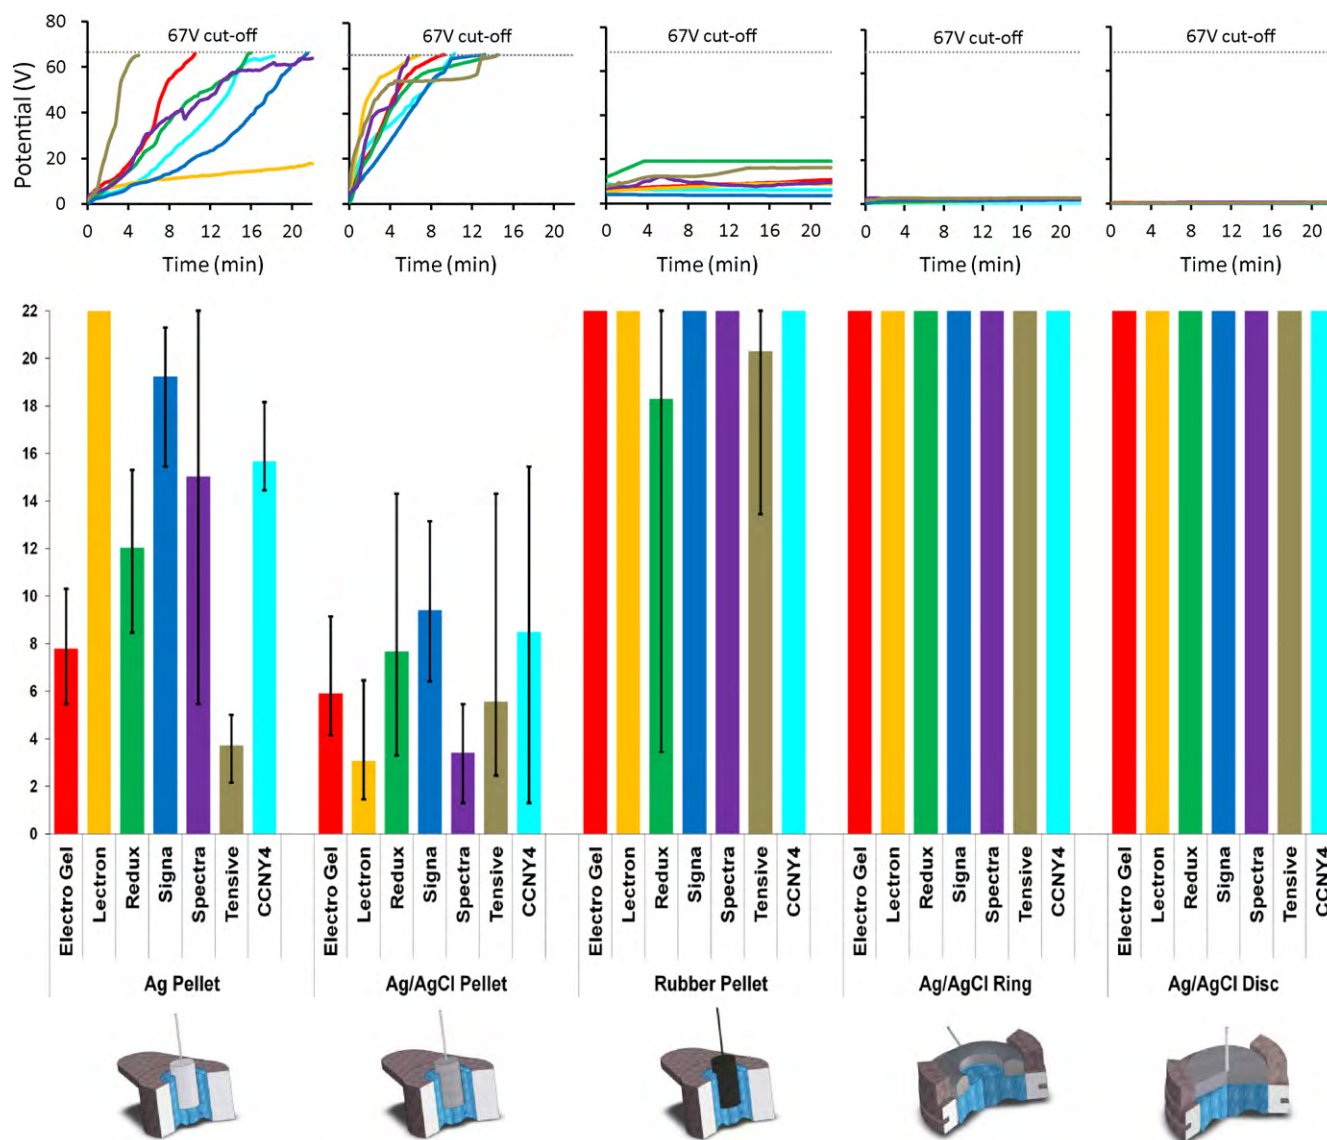 67V cut-off 67V cut-off 67V cut-off 67V cut-off 67V cut-off
Potential (V)
80
60
40
20
0
0 4 8 12 16 20 0 4 8 12 16 20 0 4 8 12 16 20 0 4 8 12 16 20 0 4 8 12 16 20
Time (min) Time (min) Time (min) Time (min) Time (min)
22
20
18
16
14
12
10
8
6
4
2
0
Electro Gel Lectron Redux Signa Spectra Tensive CCNY4 Electro Gel Lectron Redux Signa Spectra Tensive CCNY4 Electro Gel Lectron Redux Signa Spectra Tensive CCNY4 Electro Gel Lectron Redux Signa Spectra Tensive CCNY4 Electro Gel Lectron Redux Signa Spectra Tensive CCNY4
Ag Pellet Ag/AgCl Pellet Rubber Pellet Ag/AgCl Ring Ag/AgCl Disc